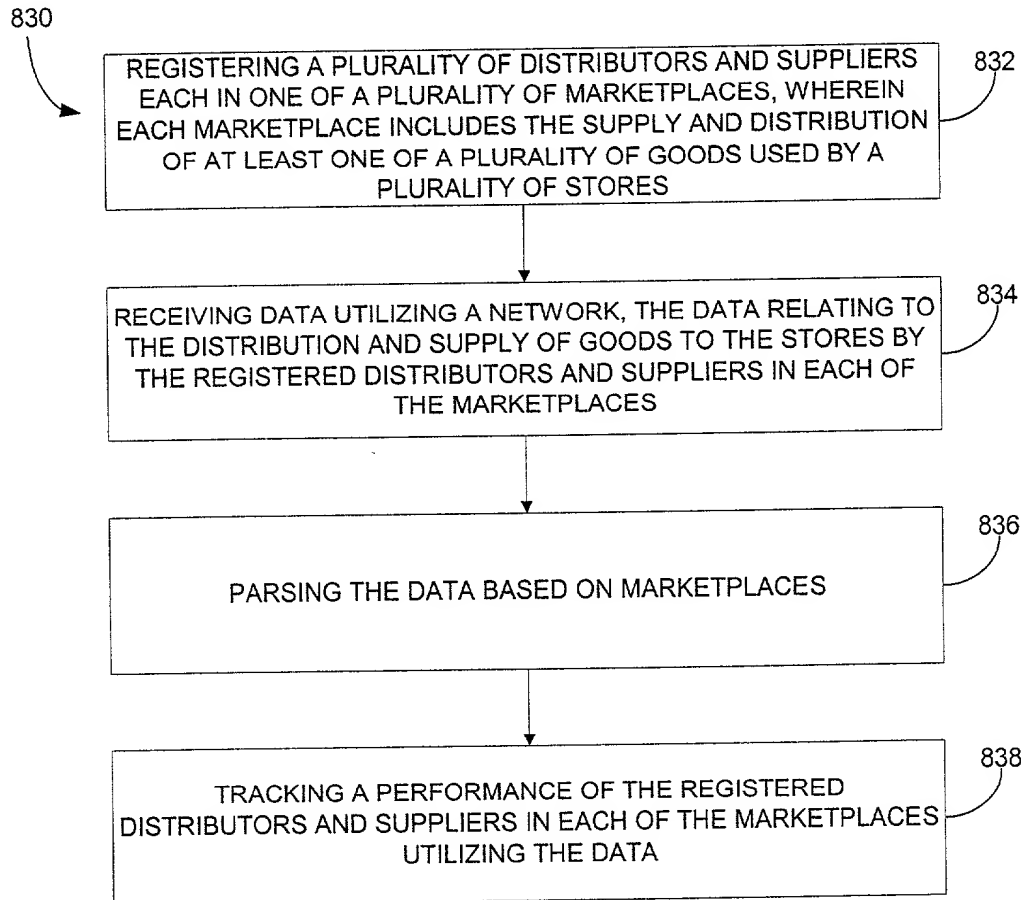 830
REGISTERING A PLURALITY OF DISTRIBUTORS AND SUPPLIERS
EACH IN ONE OF A PLURALITY OF MARKETPLACES, WHEREIN
EACH MARKETPLACE INCLUDES THE SUPPLY AND DISTRIBUTION
OF AT LEAST ONE OF A PLURALITY OF GOODS USED BY A
PLURALITY OF STORES
832
RECEIVING DATA UTILIZING A NETWORK, THE DATA RELATING TO
THE DISTRIBUTION AND SUPPLY OF GOODS TO THE STORES BY
THE REGISTERED DISTRIBUTORS AND SUPPLIERS IN EACH OF
THE MARKETPLACES
834
PARSING THE DATA BASED ON MARKETPLACES
836
TRACKING A PERFORMANCE OF THE REGISTERED
DISTRIBUTORS AND SUPPLIERS IN EACH OF THE MARKETPLACES
UTILIZING THE DATA
838